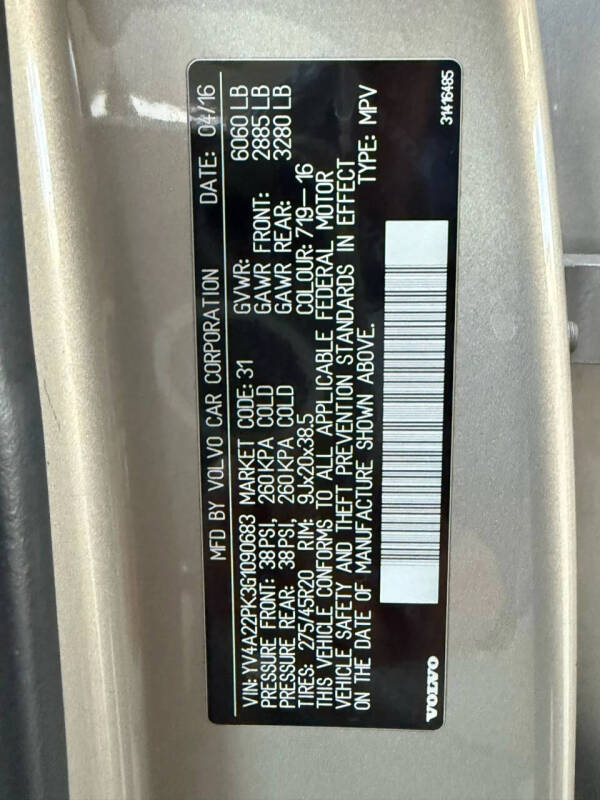 MFD BY VOLVO CAR CORPORATION DATE: 04/16
VIN: YV4A22PK3G1090683 MARKET CODE: 31 GVWR: 6060 LB
PRESSURE FRONT: 38PSI, 260KPA COLD GAWR FRONT: 2885 LB
PRESSURE REAR: 38PSI, 260KPA COLD GAWR REAR: 3280 LB
TIRES: 275/45R20 RIM: 9Jx20x38.5 COLOUR: 719-16
THIS VEHICLE CONFORMS TO ALL APPLICABLE FEDERAL MOTOR
VEHICLE SAFETY AND THEFT PREVENTION STANDARDS IN EFFECT
ON THE DATE OF MANUFACTURE SHOWN ABOVE. TYPE: MPV
VOLVO 31416485